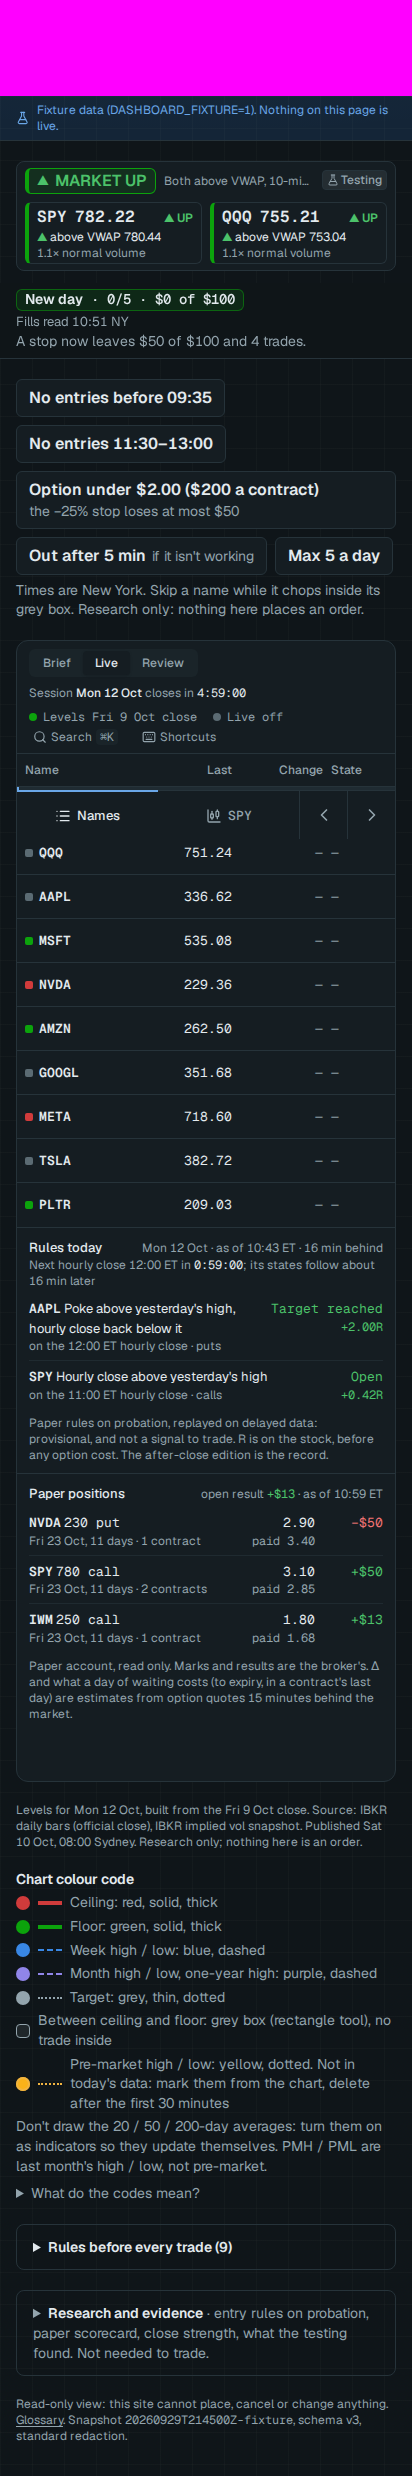 Fixture data (DASHBOARD_FIXTURE=1). Nothing on this page is
live.
▲ MARKET UP Both above VWAP, 10-mi… Testing
SPY 782.22 ▲ UP
▲ above VWAP 780.44
1.1× normal volume
QQQ 755.21 ▲ UP
▲ above VWAP 753.04
1.1× normal volume
New day · 0/5 · $0 of $100
Fills read 10:51 NY
A stop now leaves $50 of $100 and 4 trades.
No entries before 09:35
No entries 11:30–13:00
Option under $2.00 ($200 a contract)
the −25% stop loses at most $50
Out after 5 min if it isn't working
Max 5 a day
Times are New York. Skip a name while it chops inside its
grey box. Research only: nothing here places an order.
Brief Live Review
Session Mon 12 Oct closes in 4:59:00
Levels Fri 9 Oct close Live off
Search ⌘K Shortcuts
Name Last Change State
Names SPY
QQQ 751.24 — —
AAPL 336.62 — —
MSFT 535.08 — —
NVDA 229.36 — —
AMZN 262.50 — —
GOOGL 351.68 — —
META 718.60 — —
TSLA 382.72 — —
PLTR 209.03 — —
Rules today Mon 12 Oct · as of 10:43 ET · 16 min behind
Next hourly close 12:00 ET in 0:59:00; its states follow about
16 min later
AAPL Poke above yesterday's high, Target reached
hourly close back below it +2.00R
on the 12:00 ET hourly close · puts
SPY Hourly close above yesterday's high Open
on the 11:00 ET hourly close · calls +0.42R
Paper rules on probation, replayed on delayed data:
provisional, and not a signal to trade. R is on the stock, before
any option cost. The after-close edition is the record.
Paper positions open result +$13 · as of 10:59 ET
NVDA 230 put 2.90 −$50
Fri 23 Oct, 11 days · 1 contract paid 3.40
SPY 780 call 3.10 +$50
Fri 23 Oct, 11 days · 2 contracts paid 2.85
IWM 250 call 1.80 +$13
Fri 23 Oct, 11 days · 1 contract paid 1.68
Paper account, read only. Marks and results are the broker's. Δ
and what a day of waiting costs (to expiry, in a contract's last
day) are estimates from option quotes 15 minutes behind the
market.
Levels for Mon 12 Oct, built from the Fri 9 Oct close. Source: IBKR
daily bars (official close), IBKR implied vol snapshot. Published Sat
10 Oct, 08:00 Sydney. Research only; nothing here is an order.
Chart colour code
Ceiling: red, solid, thick
Floor: green, solid, thick
Week high / low: blue, dashed
Month high / low, one-year high: purple, dashed
Target: grey, thin, dotted
Between ceiling and floor: grey box (rectangle tool), no
trade inside
Pre-market high / low: yellow, dotted. Not in
today's data: mark them from the chart, delete
after the first 30 minutes
Don't draw the 20 / 50 / 200-day averages: turn them on
as indicators so they update themselves. PMH / PML are
last month's high / low, not pre-market.
▶ What do the codes mean?
▶ Rules before every trade (9)
▶ Research and evidence · entry rules on probation,
paper scorecard, close strength, what the testing
found. Not needed to trade.
Read-only view: this site cannot place, cancel or change anything.
Glossary. Snapshot 20260929T214500Z-fixture, schema v3,
standard redaction.